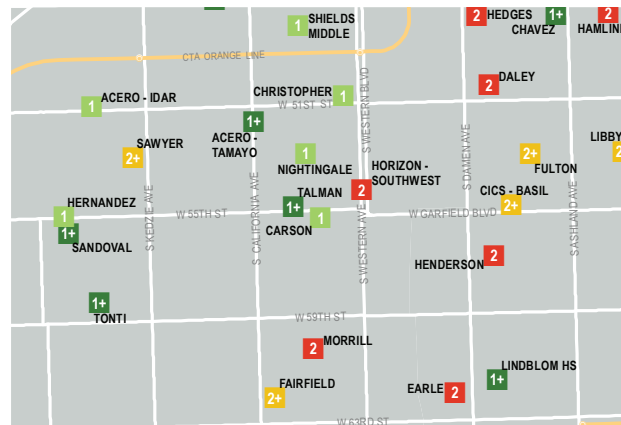 SHIELDS
MIDDLE
1
2
HEDGES
1+
CHAVEZ
2
HAMLIN
CTA ORANGE LINE
2
DALEY
ACERO - IDAR
1
CHRISTOPHER
1
W 51ST ST
S WESTERN BLVD
1+
ACERO -
TAMAYO
SAWYER
2+
1
NIGHTINGALE
HORIZON -
SOUTHWEST
2
S DAMEN AVE
2+
FULTON
LIBBY
2+
CICS - BASIL
2+
S KEDZIE AVE
S CALIFORNIA AVE
S WESTERN AVE
S ASHLAND AVE
HERNANDEZ
1
1+
SANDOVAL
W 55TH ST
TALMAN
1+
1
CARSON
W GARFIELD BLVD
HENDERSON
2
1+
TONTI
W 59TH ST
2
MORRILL
2+
FAIRFIELD
EARLE
2
1+
LINDBLOM HS
W 63RD ST